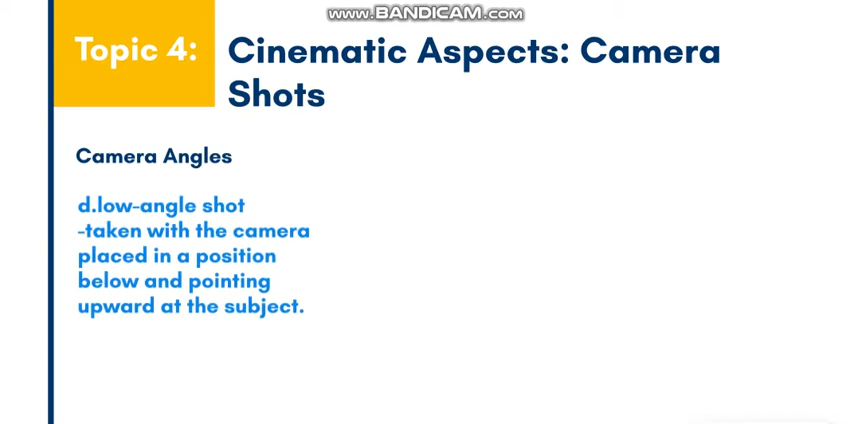 www.BANDICAM.com
Topic 4:
Cinematic Aspects: Camera
Shots
Camera Angles
d.low-angle shot
-taken with the camera
placed in a position
below and pointing
upward at the subject.